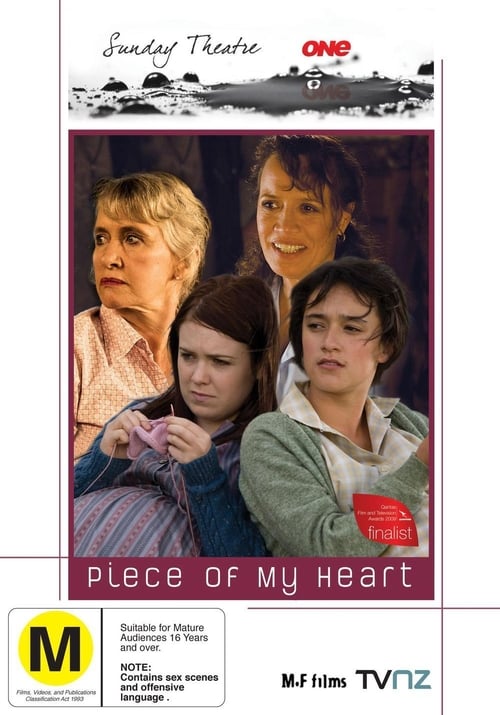 Sunday Theatre
ONE
Qantas
Film and Television
Awards 2009
finalist
Piece of My Heart
M
Films, Videos, and Publications
Classification Act 1993
Suitable for Mature
Audiences 16 Years
and over.
NOTE:
Contains sex scenes
and offensive
language .
M.F films
TVNZ